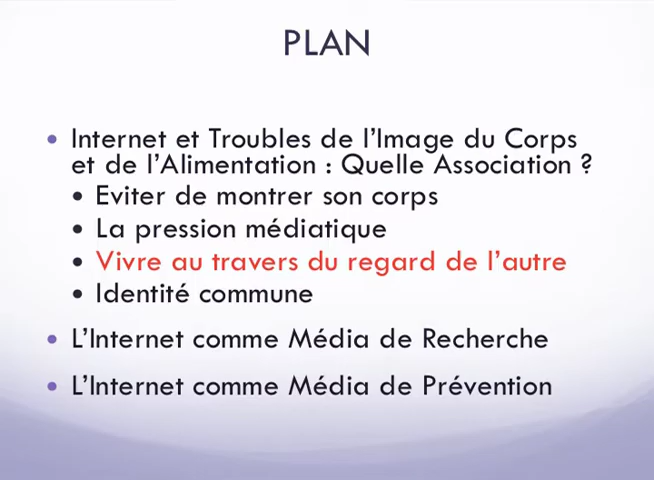 PLAN
• Internet et Troubles de l'Image du Corps
et de l'Alimentation : Quelle Association ?
• Eviter de montrer son corps
• La pression médiatique
• Vivre au travers du regard de l'autre
• Identité commune
• L'Internet comme Média de Recherche
• L'Internet comme Média de Prévention